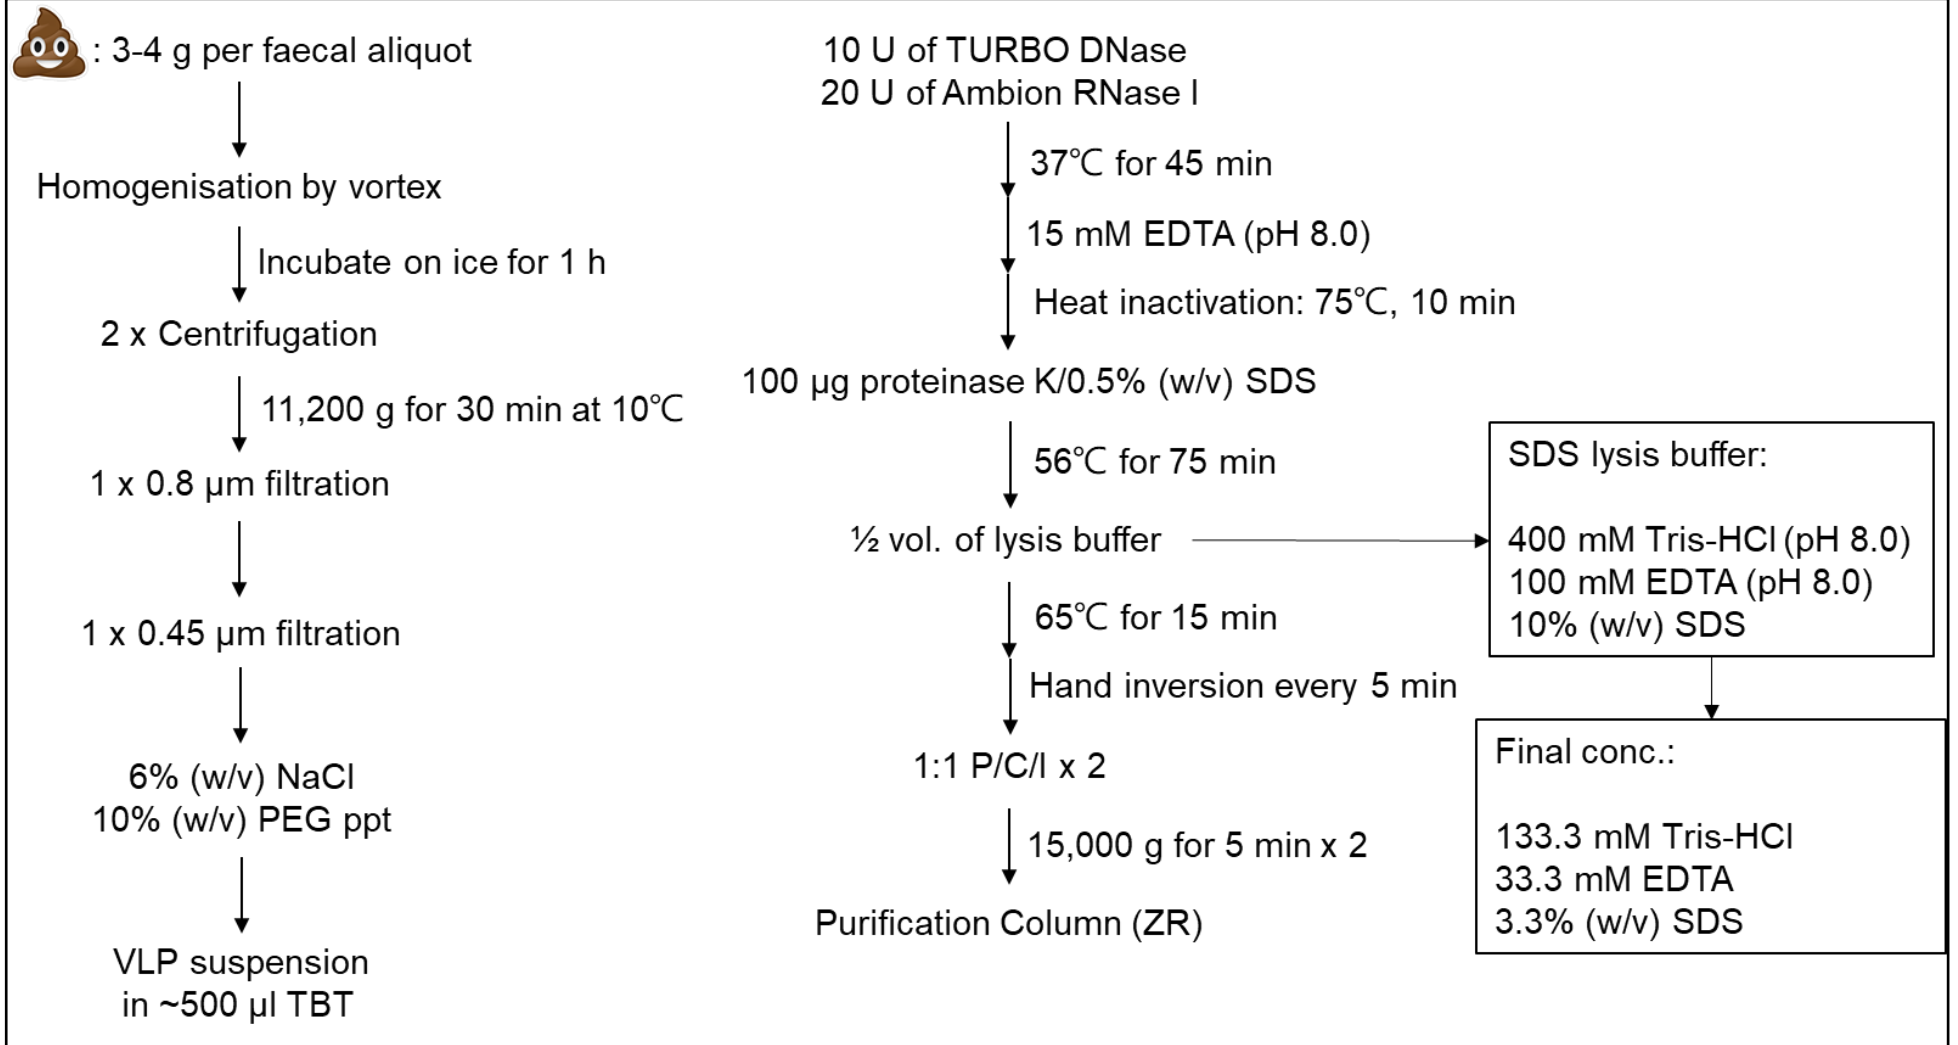 : 3-4 g per faecal aliquot
Homogenisation by vortex
Incubate on ice for 1 h
2 x Centrifugation
11,200 g for 30 min at 10℃
1 x 0.8 µm filtration
1 x 0.45 µm filtration
6% (w/v) NaCl
10% (w/v) PEG ppt
VLP suspension
in ~500 µl TBT
10 U of TURBO DNase
20 U of Ambion RNase I
37℃ for 45 min
15 mM EDTA (pH 8.0)
Heat inactivation: 75℃, 10 min
100 µg proteinase K/0.5% (w/v) SDS
56℃ for 75 min
½ vol. of lysis buffer
65℃ for 15 min
Hand inversion every 5 min
1:1 P/C/I x 2
15,000 g for 5 min x 2
Purification Column (ZR)
SDS lysis buffer:
400 mM Tris-HCl (pH 8.0)
100 mM EDTA (pH 8.0)
10% (w/v) SDS
Final conc.:
133.3 mM Tris-HCl
33.3 mM EDTA
3.3% (w/v) SDS